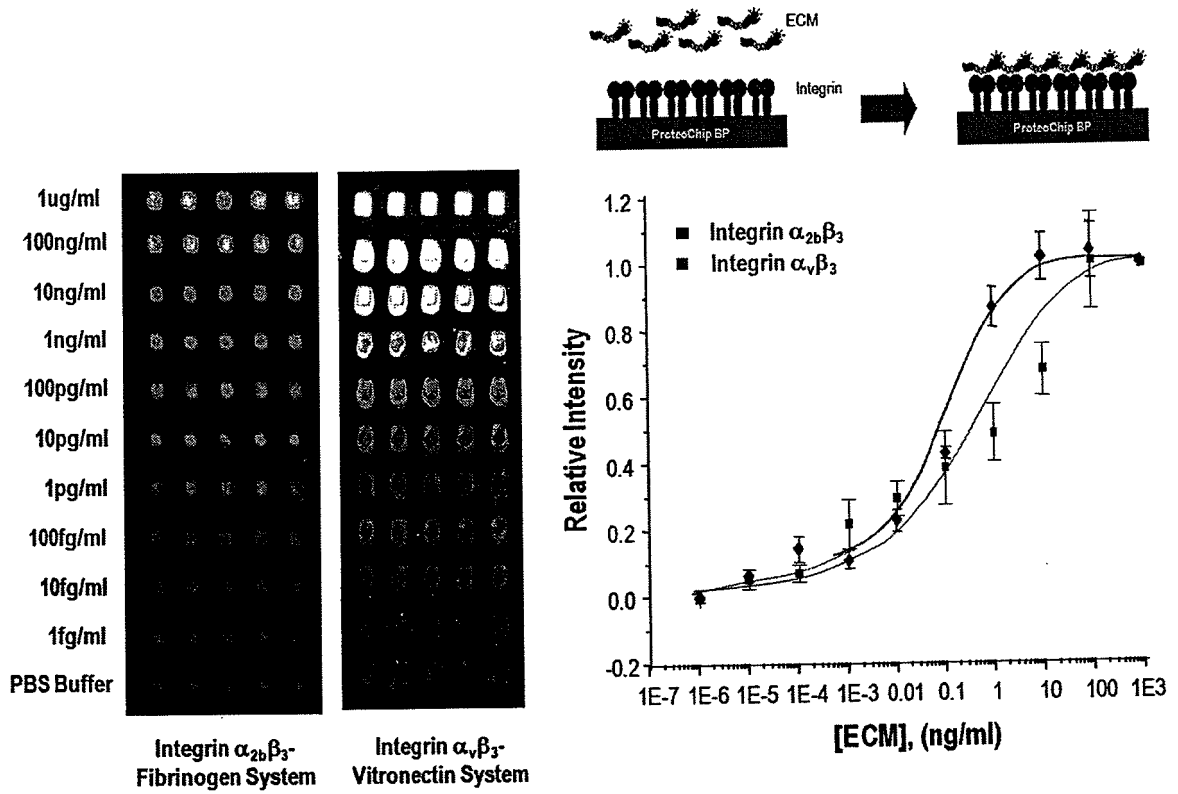 ECM
Integrin
ProteoChip BP
ProteoChip BP
1ug/ml
100ng/ml
10ng/ml
1ng/ml
100pg/ml
10pg/ml
1pg/ml
100fg/ml
10fg/ml
1fg/ml
PBS Buffer
Integrin α2bβ3-
Fibrinogen System
Integrin αvβ3-
Vitronectin System
Integrin α2bβ3
Integrin αvβ3
1.2
1.0
0.8
0.6
0.4
0.2
0.0
-0.2
Relative Intensity
1E-7 1E-6 1E-5 1E-4 1E-3 0.01 0.1 1 10 100 1E3
[ECM], (ng/ml)